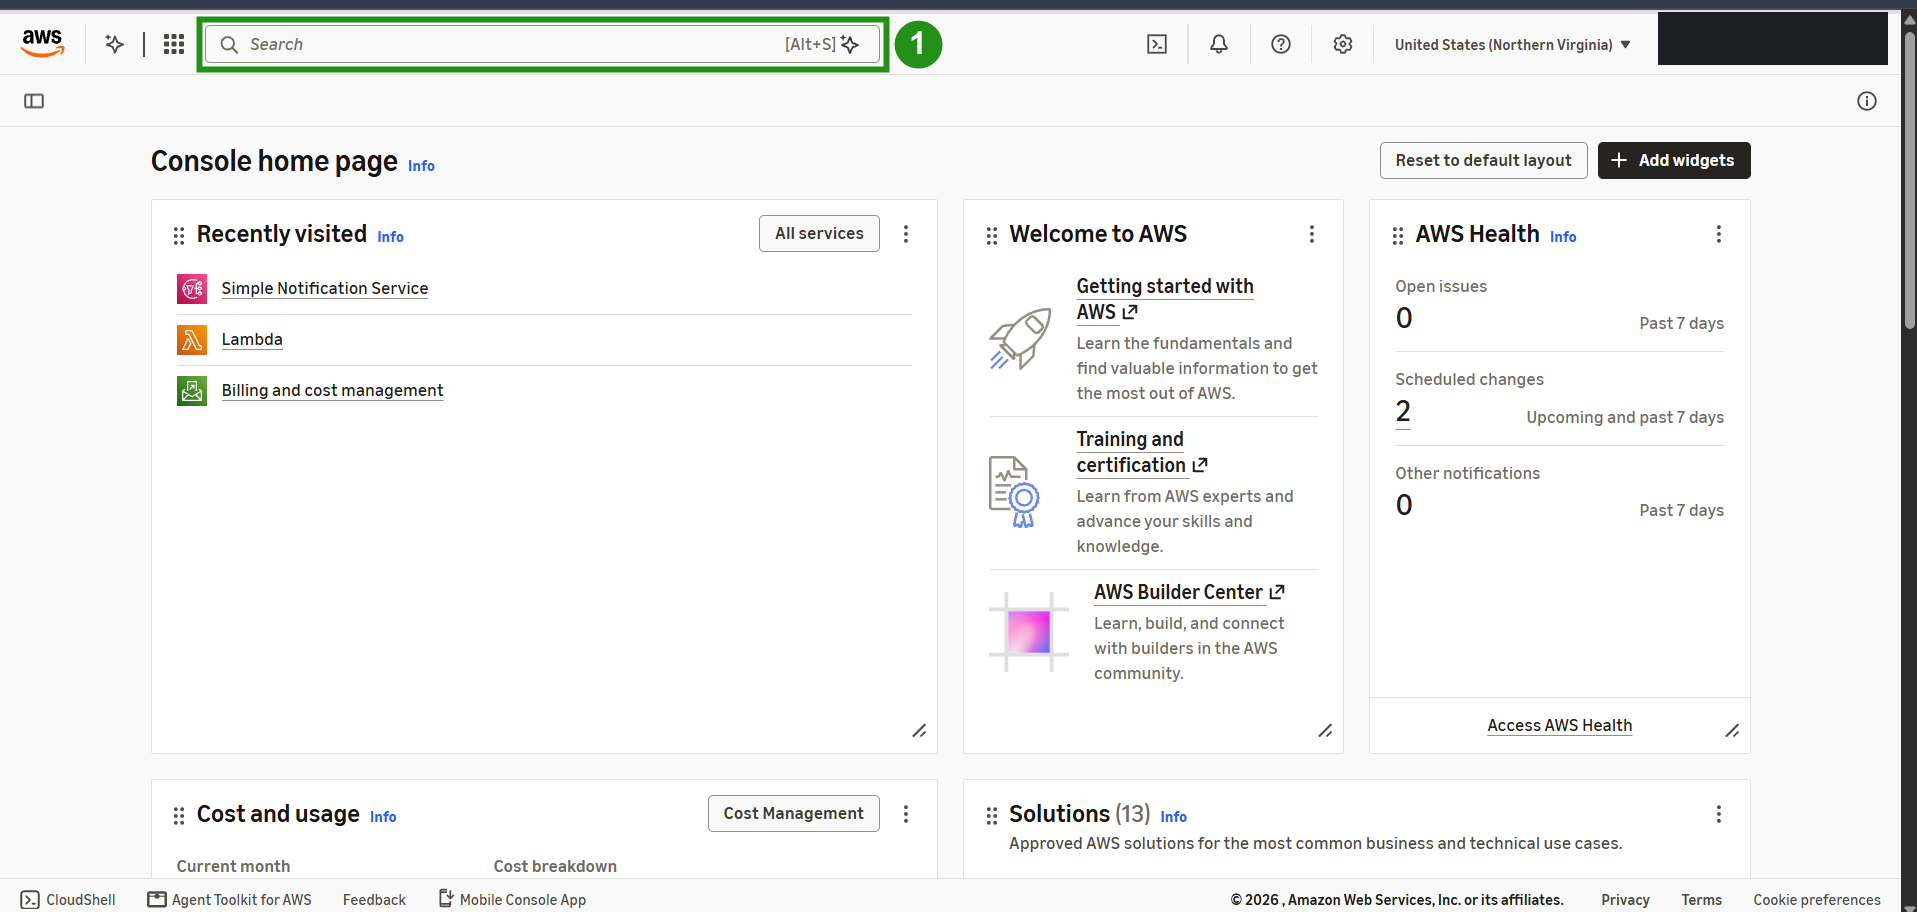 aws
Search [Alt+S]
1
United States (Northern Virginia)
Console home page Info
Reset to default layout
Add widgets
Recently visited Info
All services
Simple Notification Service
Lambda
Billing and cost management
Welcome to AWS
Getting started with
AWS
Learn the fundamentals and
find valuable information to get
the most out of AWS.
Training and
certification
Learn from AWS experts and
advance your skills and
knowledge.
AWS Builder Center
Learn, build, and connect
with builders in the AWS
community.
AWS Health Info
Open issues
0
Past 7 days
Scheduled changes
2
Upcoming and past 7 days
Other notifications
0
Past 7 days
Access AWS Health
Cost and usage Info
Cost Management
Current month
Cost breakdown
Solutions (13) Info
Approved AWS solutions for the most common business and technical use cases.
CloudShell
Agent Toolkit for AWS
Feedback
Mobile Console App
© 2026, Amazon Web Services, Inc. or its affiliates.
Privacy
Terms
Cookie preferences